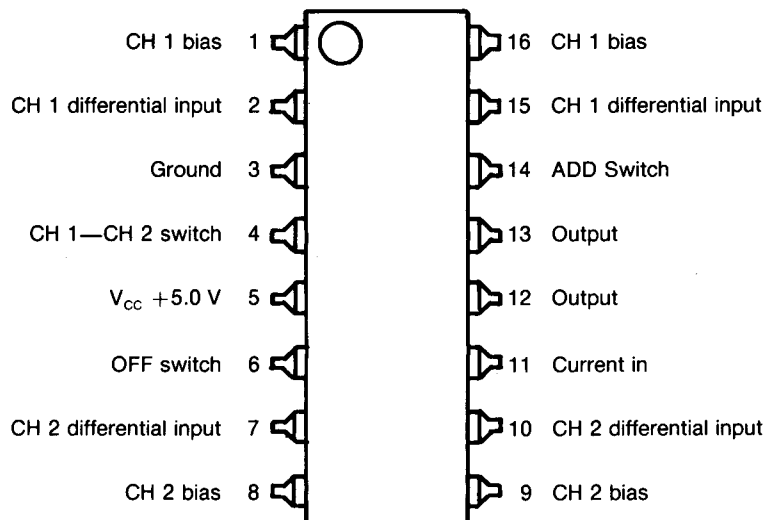 CH 1 bias 1 16 CH 1 bias
CH 1 differential input 2 15 CH 1 differential input
Ground 3 14 ADD Switch
CH 1—CH 2 switch 4 13 Output
VCC +5.0 V 5 12 Output
OFF switch 6 11 Current in
CH 2 differential input 7 10 CH 2 differential input
CH 2 bias 8 9 CH 2 bias